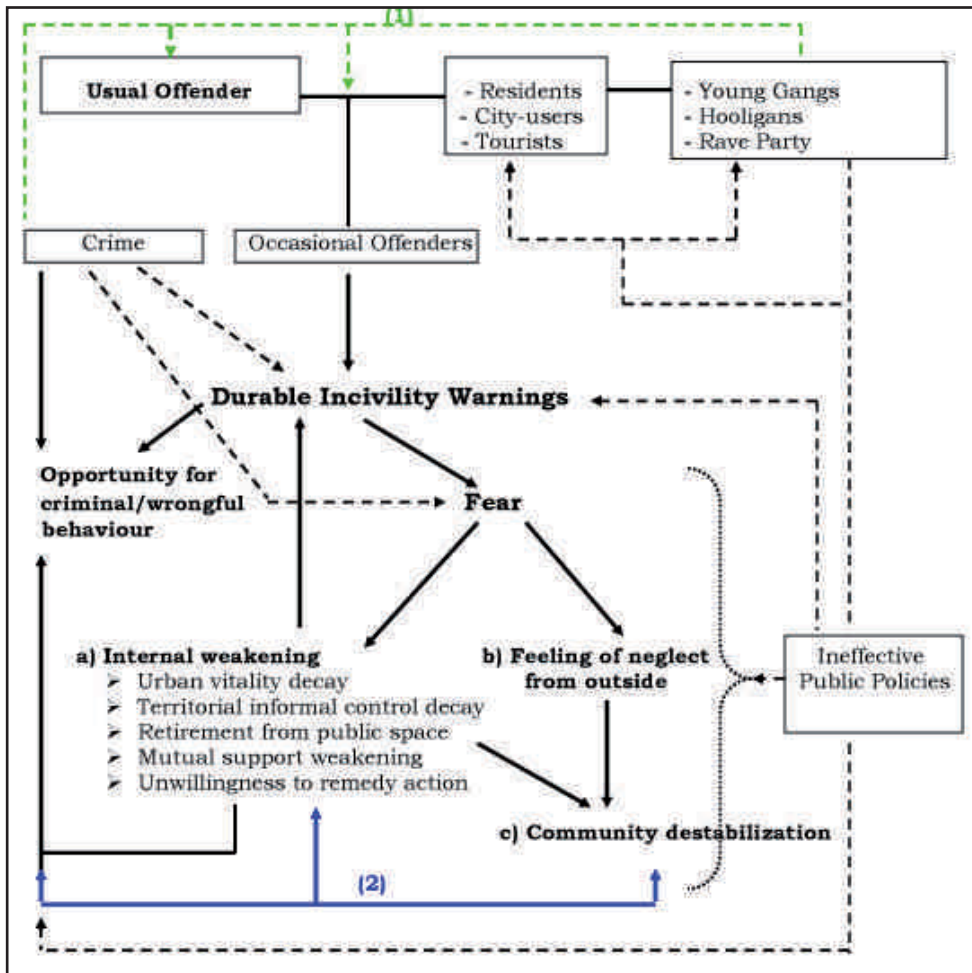 (1)
Usual Offender
- Residents
- City-users
- Tourists
- Young Gangs
- Hooligans
- Rave Party
Crime
Occasional Offenders
Durable Incivility Warnings
Opportunity for
criminal/wrongful
behaviour
Fear
a) Internal weakening
➢ Urban vitality decay
➢ Territorial informal control decay
➢ Retirement from public space
➢ Mutual support weakening
➢ Unwillingness to remedy action
b) Feeling of neglect
from outside
Ineffective
Public Policies
c) Community destabilization
(2)